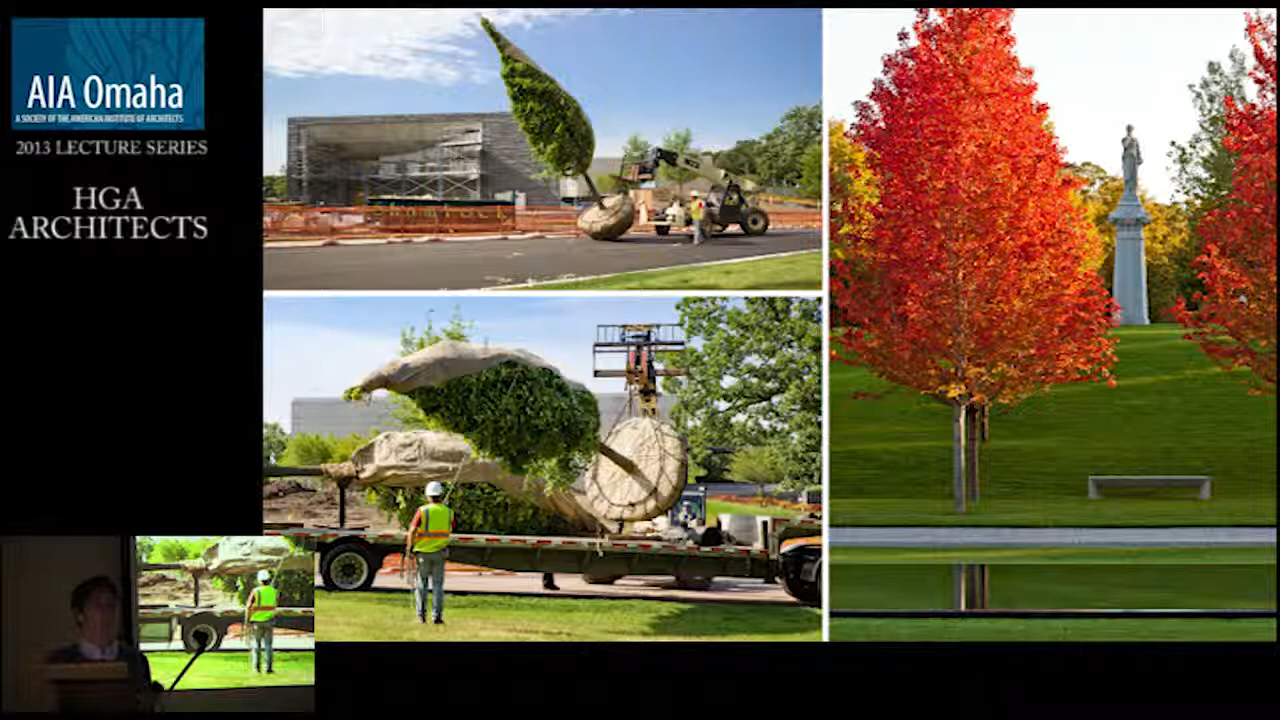 AIA Omaha
A SOCIETY OF THE AMERICAN INSTITUTE OF ARCHITECTS
2013 LECTURE SERIES
HGA
ARCHITECTS